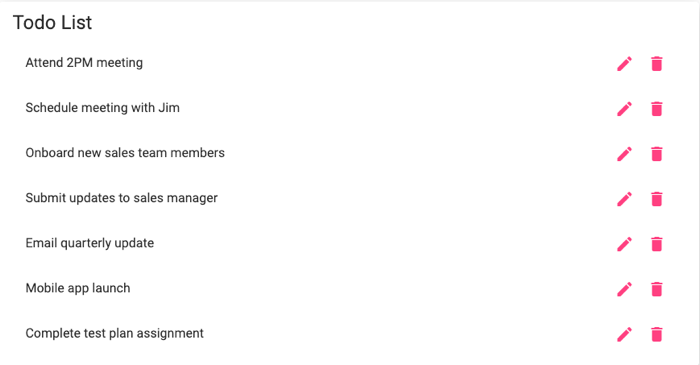 Todo List
Attend 2PM meeting
Schedule meeting with Jim
Onboard new sales team members
Submit updates to sales manager
Email quarterly update
Mobile app launch
Complete test plan assignment